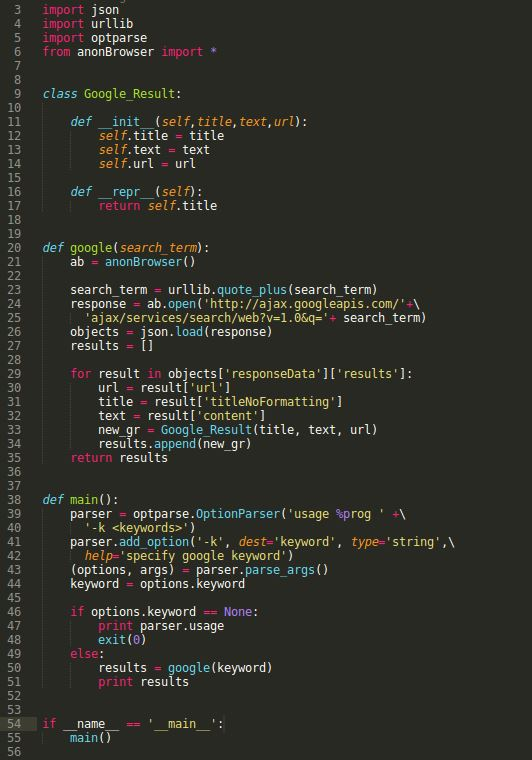 3 import json
4 import urllib
5 import optparse
6 from anonBrowser import *
7
8
9 class Google_Result:
10
11     def __init__(self,title,text,url):
12         self.title = title
13         self.text = text
14         self.url = url
15
16     def __repr__(self):
17         return self.title
18
19
20 def google(search_term):
21     ab = anonBrowser()
22
23     search_term = urllib.quote_plus(search_term)
24     response = ab.open('http://ajax.googleapis.com/'+\
25       'ajax/services/search/web?v=1.0&q='+ search_term)
26     objects = json.load(response)
27     results = []
28
29     for result in objects['responseData']['results']:
30         url = result['url']
31         title = result['titleNoFormatting']
32         text = result['content']
33         new_gr = Google_Result(title, text, url)
34         results.append(new_gr)
35     return results
36
37
38 def main():
39     parser = optparse.OptionParser('usage %prog ' +\
40       '-k <keywords>')
41     parser.add_option('-k', dest='keyword', type='string',\
42       help='specify google keyword')
43     (options, args) = parser.parse_args()
44     keyword = options.keyword
45
46     if options.keyword == None:
47         print parser.usage
48         exit(0)
49     else:
50         results = google(keyword)
51         print results
52
53
54 if __name__ == '__main__':
55     main()
56